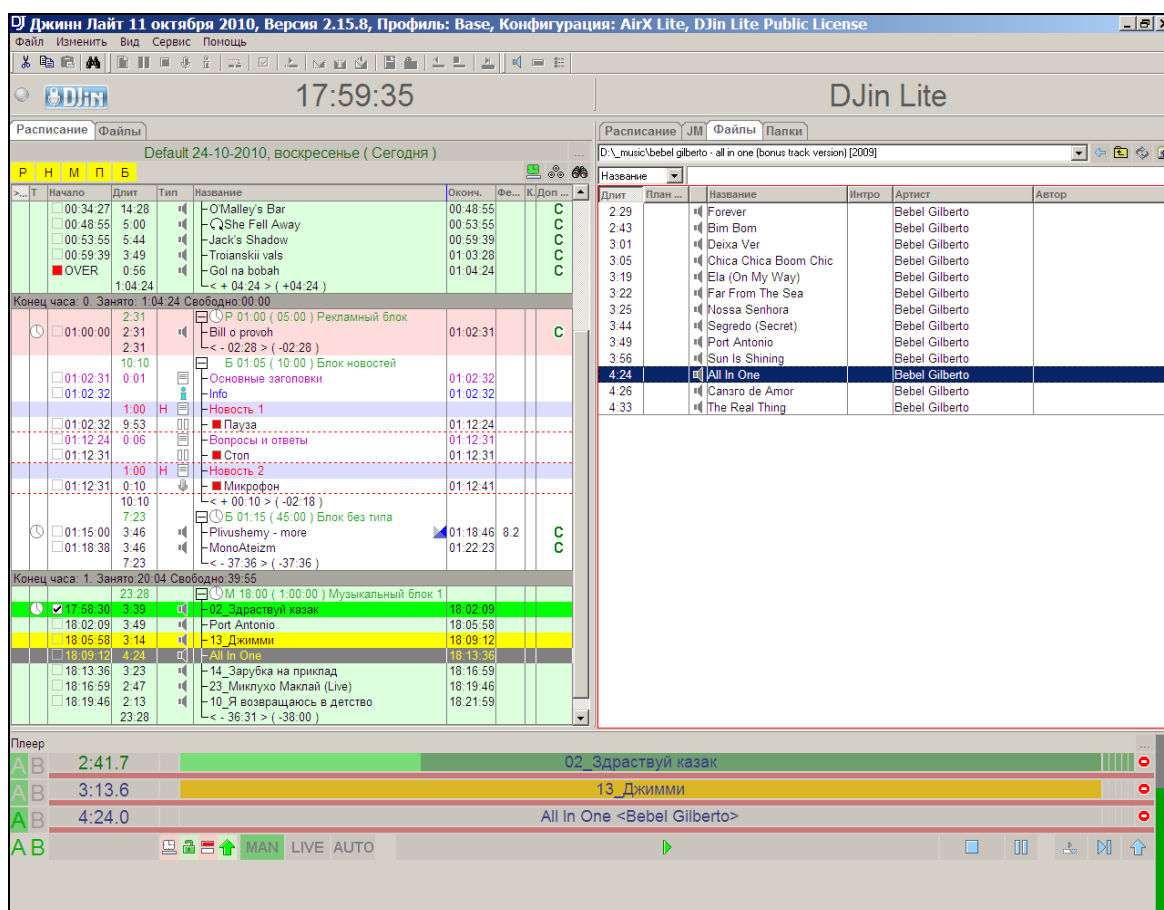 Джинн Лайт 11 октября 2010, Версия 2.15.8, Профиль: Base, Конфигурация: AirX Lite, DJin Lite Public License
Файл Изменить Вид Сервис Помощь
DJin 17:59:35 DJin Lite
Расписание Файлы
Default 24-10-2010, воскресенье ( Сегодня ) ...
Р Н М П Б
>... Т Начало Длит Тип Название Оконч. Фе... К. Доп ...
00:34:27 14:28 O'Malley's Bar 00:48:55 C
00:48:55 5:00 She Fell Away 00:53:55 C
00:53:55 5:44 Jack's Shadow 00:59:39 C
00:59:39 3:49 Troianskii vals 01:03:28 C
OVER 0:56 Gol na bobah 01:04:24 C
1:04:24 < + 04:24 > ( +04:24 )
Конец часа: 0. Занято: 1:04:24 Свободно:00:00
2:31 Р 01:00 ( 05:00 ) Рекламный блок
01:00:00 2:31 Bill o provoh 01:02:31 C
2:31 < - 02:28 > ( -02:28 )
10:10 Б 01:05 ( 10:00 ) Блок новостей
01:02:31 0:01 Основные заголовки 01:02:32
01:02:32 Info 01:02:32
1:00 Н Новость 1
01:02:32 9:53 Пауза 01:12:24
01:12:24 0:06 Вопросы и ответы 01:12:31
01:12:31 Стоп 01:12:31
1:00 Н Новость 2
01:12:31 0:10 Микрофон 01:12:41
10:10 < + 00:10 > ( -02:18 )
7:23 Б 01:15 ( 45:00 ) Блок без типа
01:15:00 3:46 Plivushemy - more 01:18:46 8.2 C
01:18:38 3:46 MonoAteizm 01:22:23 C
7:23 < - 37:36 > ( -37:36 )
Конец часа: 1. Занято:20:04 Свободно:39:55
23:28 М 18:00 ( 1:00:00 ) Музыкальный блок 1
17:58:30 3:39 02_Здраствуй казак 18:02:09
18:02:09 3:49 Port Antonio 18:05:58
18:05:58 3:14 13_Джимми 18:09:12
18:09:12 4:24 All In One 18:13:36
18:13:36 3:23 14_Зарубка на приклад 18:16:59
18:16:59 2:47 23_Миклухо Маклай (Live) 18:19:46
18:19:46 2:13 10_Я возвращаюсь в детство 18:21:59
23:28 < - 36:31 > ( -38:00 )
Расписание JM Файлы Папки
D:\_music\bebel gilberto - all in one (bonus track version) [2009]
Название
Длит План ... Название Интро Артист Автор
2:29 Forever Bebel Gilberto
2:43 Bim Bom Bebel Gilberto
3:01 Deixa Ver Bebel Gilberto
3:05 Chica Chica Boom Chic Bebel Gilberto
3:19 Ela (On My Way) Bebel Gilberto
3:22 Far From The Sea Bebel Gilberto
3:25 Nossa Senhora Bebel Gilberto
3:44 Segredo (Secret) Bebel Gilberto
3:49 Port Antonio Bebel Gilberto
3:56 Sun Is Shining Bebel Gilberto
4:24 All In One Bebel Gilberto
4:26 Canзго de Amor Bebel Gilberto
4:33 The Real Thing Bebel Gilberto
Плеер ...
A B 2:41.7 02_Здраствуй казак
A B 3:13.6 13_Джимми
A B 4:24.0 All In One <Bebel Gilberto>
A B MAN LIVE AUTO